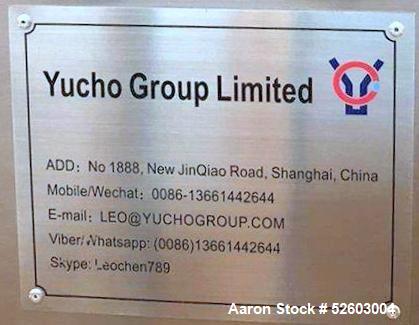 Yucho Group Limited
ADD: No 1888, New JinQiao Road, Shanghai, China
Mobile/Wechat: 0086-13661442644
E-mail: LEO@YUCHOGROUP.COM
Viber/Whatsapp: (0086)13661442644
Skype: Leochen789
Aaron Stock # 52603004